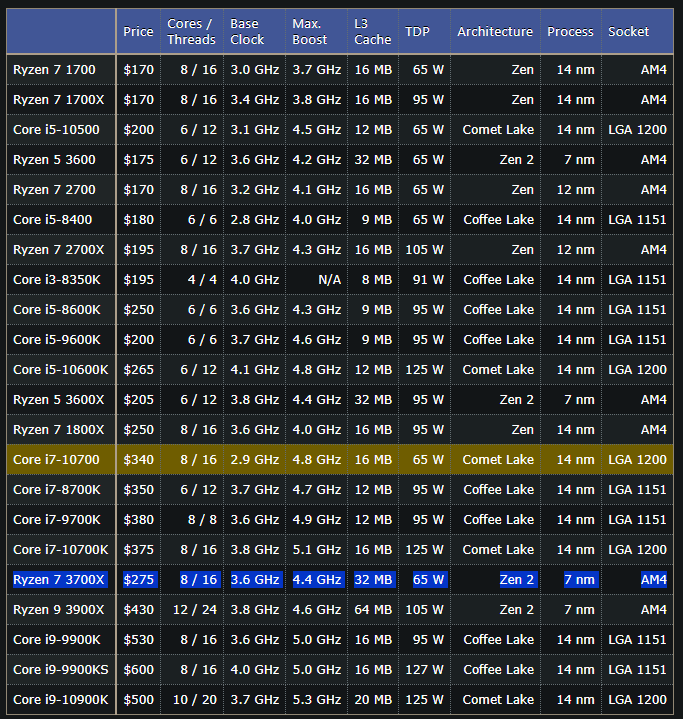 Price Cores / Threads Base Clock Max. Boost L3 Cache TDP Architecture Process Socket
Ryzen 7 1700 $170 8 / 16 3.0 GHz 3.7 GHz 16 MB 65 W Zen 14 nm AM4
Ryzen 7 1700X $170 8 / 16 3.4 GHz 3.8 GHz 16 MB 95 W Zen 14 nm AM4
Core i5-10500 $200 6 / 12 3.1 GHz 4.5 GHz 12 MB 65 W Comet Lake 14 nm LGA 1200
Ryzen 5 3600 $175 6 / 12 3.6 GHz 4.2 GHz 32 MB 65 W Zen 2 7 nm AM4
Ryzen 7 2700 $170 8 / 16 3.2 GHz 4.1 GHz 16 MB 65 W Zen 12 nm AM4
Core i5-8400 $180 6 / 6 2.8 GHz 4.0 GHz 9 MB 65 W Coffee Lake 14 nm LGA 1151
Ryzen 7 2700X $195 8 / 16 3.7 GHz 4.3 GHz 16 MB 105 W Zen 12 nm AM4
Core i3-8350K $195 4 / 4 4.0 GHz N/A 8 MB 91 W Coffee Lake 14 nm LGA 1151
Core i5-8600K $250 6 / 6 3.6 GHz 4.3 GHz 9 MB 95 W Coffee Lake 14 nm LGA 1151
Core i5-9600K $200 6 / 6 3.7 GHz 4.6 GHz 9 MB 95 W Coffee Lake 14 nm LGA 1151
Core i5-10600K $265 6 / 12 4.1 GHz 4.8 GHz 12 MB 125 W Comet Lake 14 nm LGA 1200
Ryzen 5 3600X $205 6 / 12 3.8 GHz 4.4 GHz 32 MB 95 W Zen 2 7 nm AM4
Ryzen 7 1800X $250 8 / 16 3.6 GHz 4.0 GHz 16 MB 95 W Zen 14 nm AM4
Core i7-10700 $340 8 / 16 2.9 GHz 4.8 GHz 16 MB 65 W Comet Lake 14 nm LGA 1200
Core i7-8700K $350 6 / 12 3.7 GHz 4.7 GHz 12 MB 95 W Coffee Lake 14 nm LGA 1151
Core i7-9700K $380 8 / 8 3.6 GHz 4.9 GHz 12 MB 95 W Coffee Lake 14 nm LGA 1151
Core i7-10700K $375 8 / 16 3.8 GHz 5.1 GHz 16 MB 125 W Comet Lake 14 nm LGA 1200
Ryzen 7 3700X $275 8 / 16 3.6 GHz 4.4 GHz 32 MB 65 W Zen 2 7 nm AM4
Ryzen 9 3900X $430 12 / 24 3.8 GHz 4.6 GHz 64 MB 105 W Zen 2 7 nm AM4
Core i9-9900K $530 8 / 16 3.6 GHz 5.0 GHz 16 MB 95 W Coffee Lake 14 nm LGA 1151
Core i9-9900KS $600 8 / 16 4.0 GHz 5.0 GHz 16 MB 127 W Coffee Lake 14 nm LGA 1151
Core i9-10900K $500 10 / 20 3.7 GHz 5.3 GHz 20 MB 125 W Comet Lake 14 nm LGA 1200